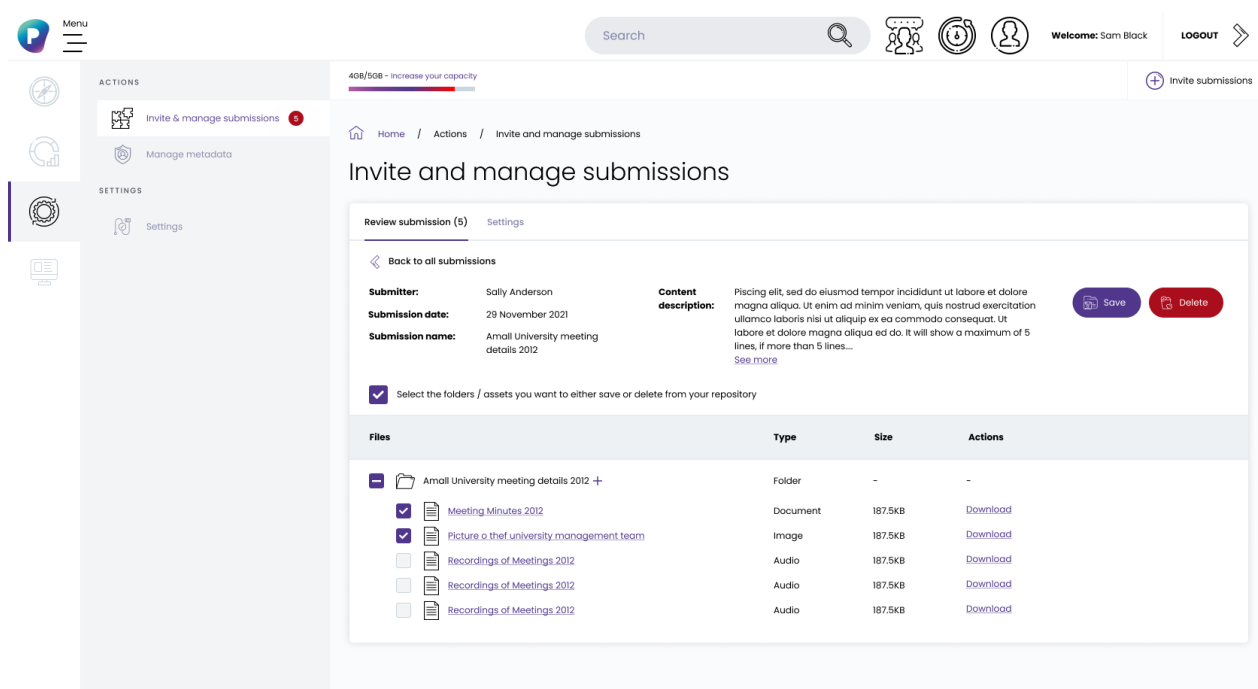 P
Menu
Search
Welcome: Sam Black
LOGOUT
ACTIONS
Invite & manage submissions 5
Manage metadata
SETTINGS
Settings
4GB/5GB - Increase your capacity
Invite submissions
Home / Actions / Invite and manage submissions
Invite and manage submissions
Review submission (5) Settings
Back to all submissions
Submitter: Sally Anderson
Submission date: 29 November 2021
Submission name: Amall University meeting
details 2012
Content
description:
Piscing elit, sed do eiusmod tempor incididunt ut labore et dolore
magna aliqua. Ut enim ad minim veniam, quis nostrud exercitation
ullamco laboris nisi ut aliquip ex ea commodo consequat. Ut
labore et dolore magna aliqua ed do. It will show a maximum of 5
lines, if more than 5 lines....
See more
Save
Delete
Select the folders / assets you want to either save or delete from your repository
Files Type Size Actions
Amall University meeting details 2012 + Folder - -
Meeting Minutes 2012 Document 187.5KB Download
Picture o thef university management team Image 187.5KB Download
Recordings of Meetings 2012 Audio 187.5KB Download
Recordings of Meetings 2012 Audio 187.5KB Download
Recordings of Meetings 2012 Audio 187.5KB Download